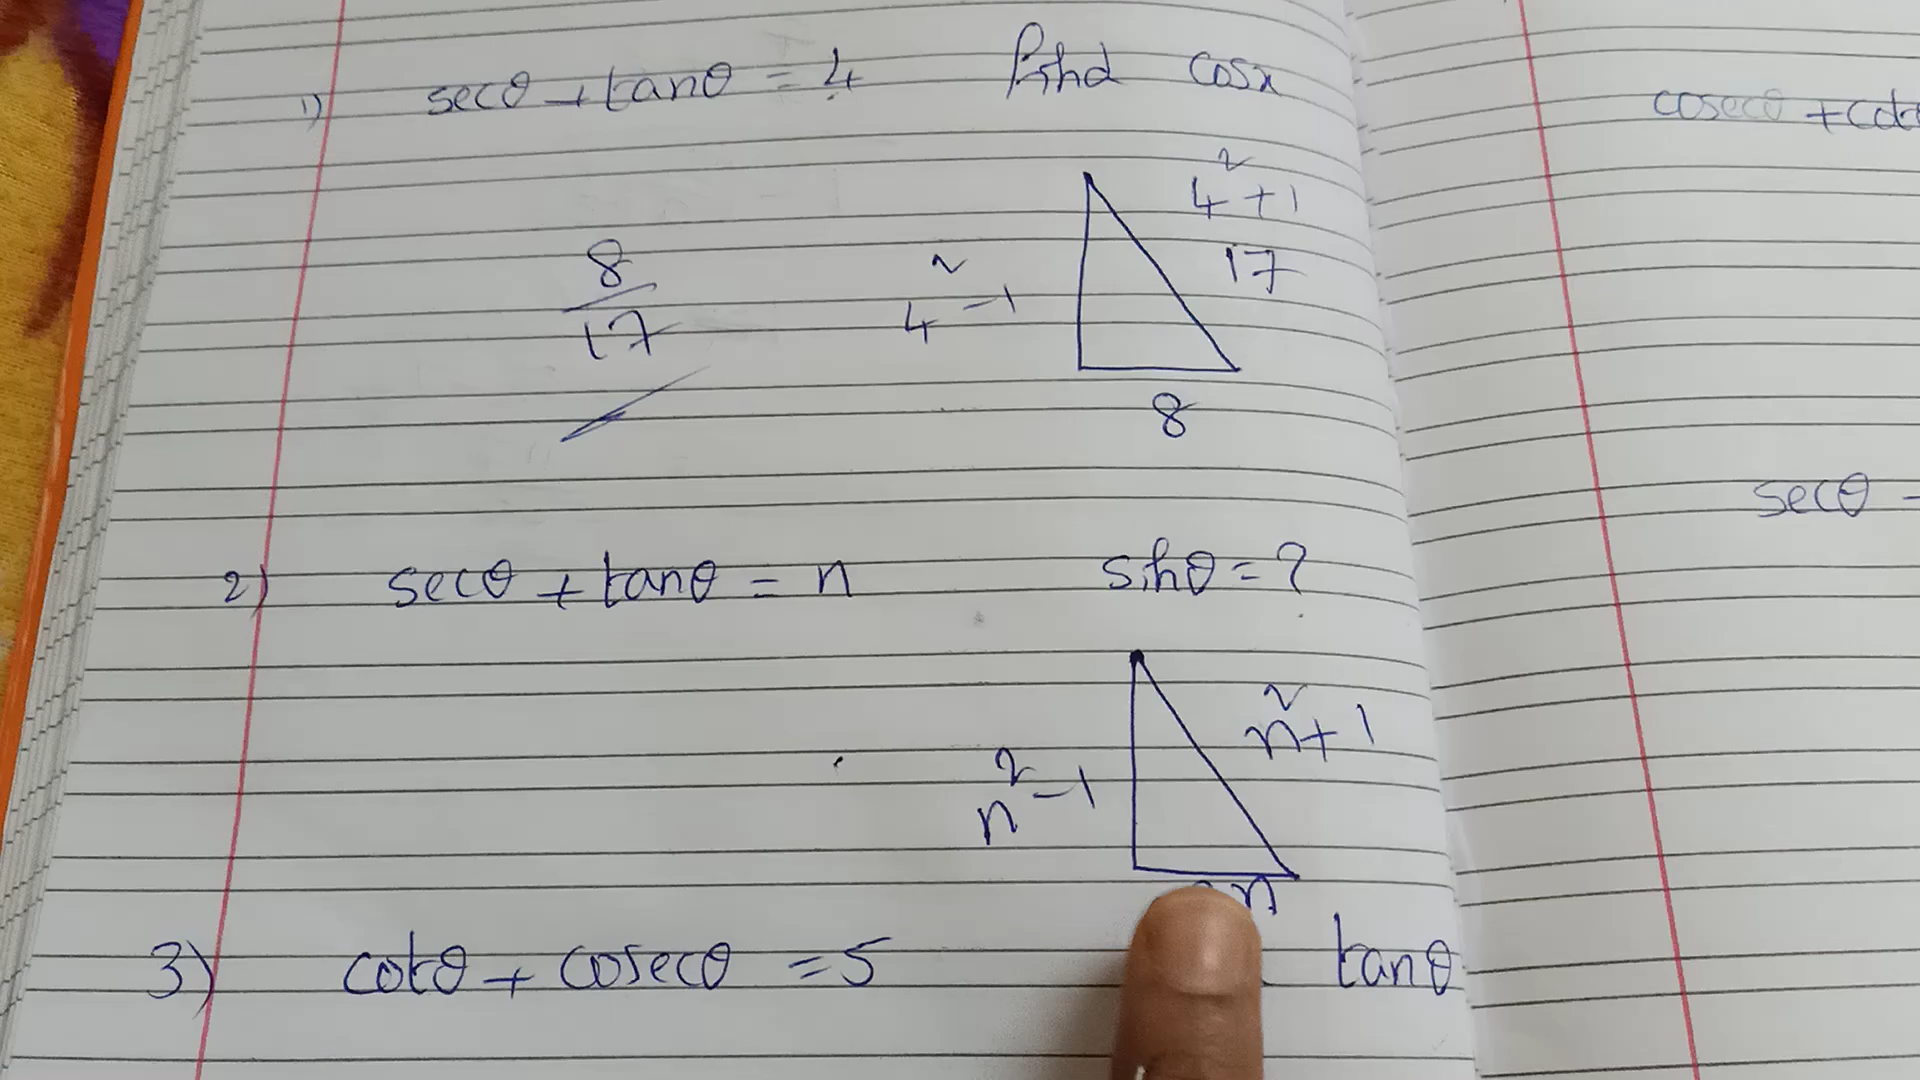 1) secθ + tanθ = 4 Find cosx
4² + 1
17
8
17
4² - 1
8
2) secθ + tanθ = n sinθ = ?
n² + 1
n² - 1
n
3) cotθ + cosecθ = 5 tanθ
cosecθ + cot
secθ -